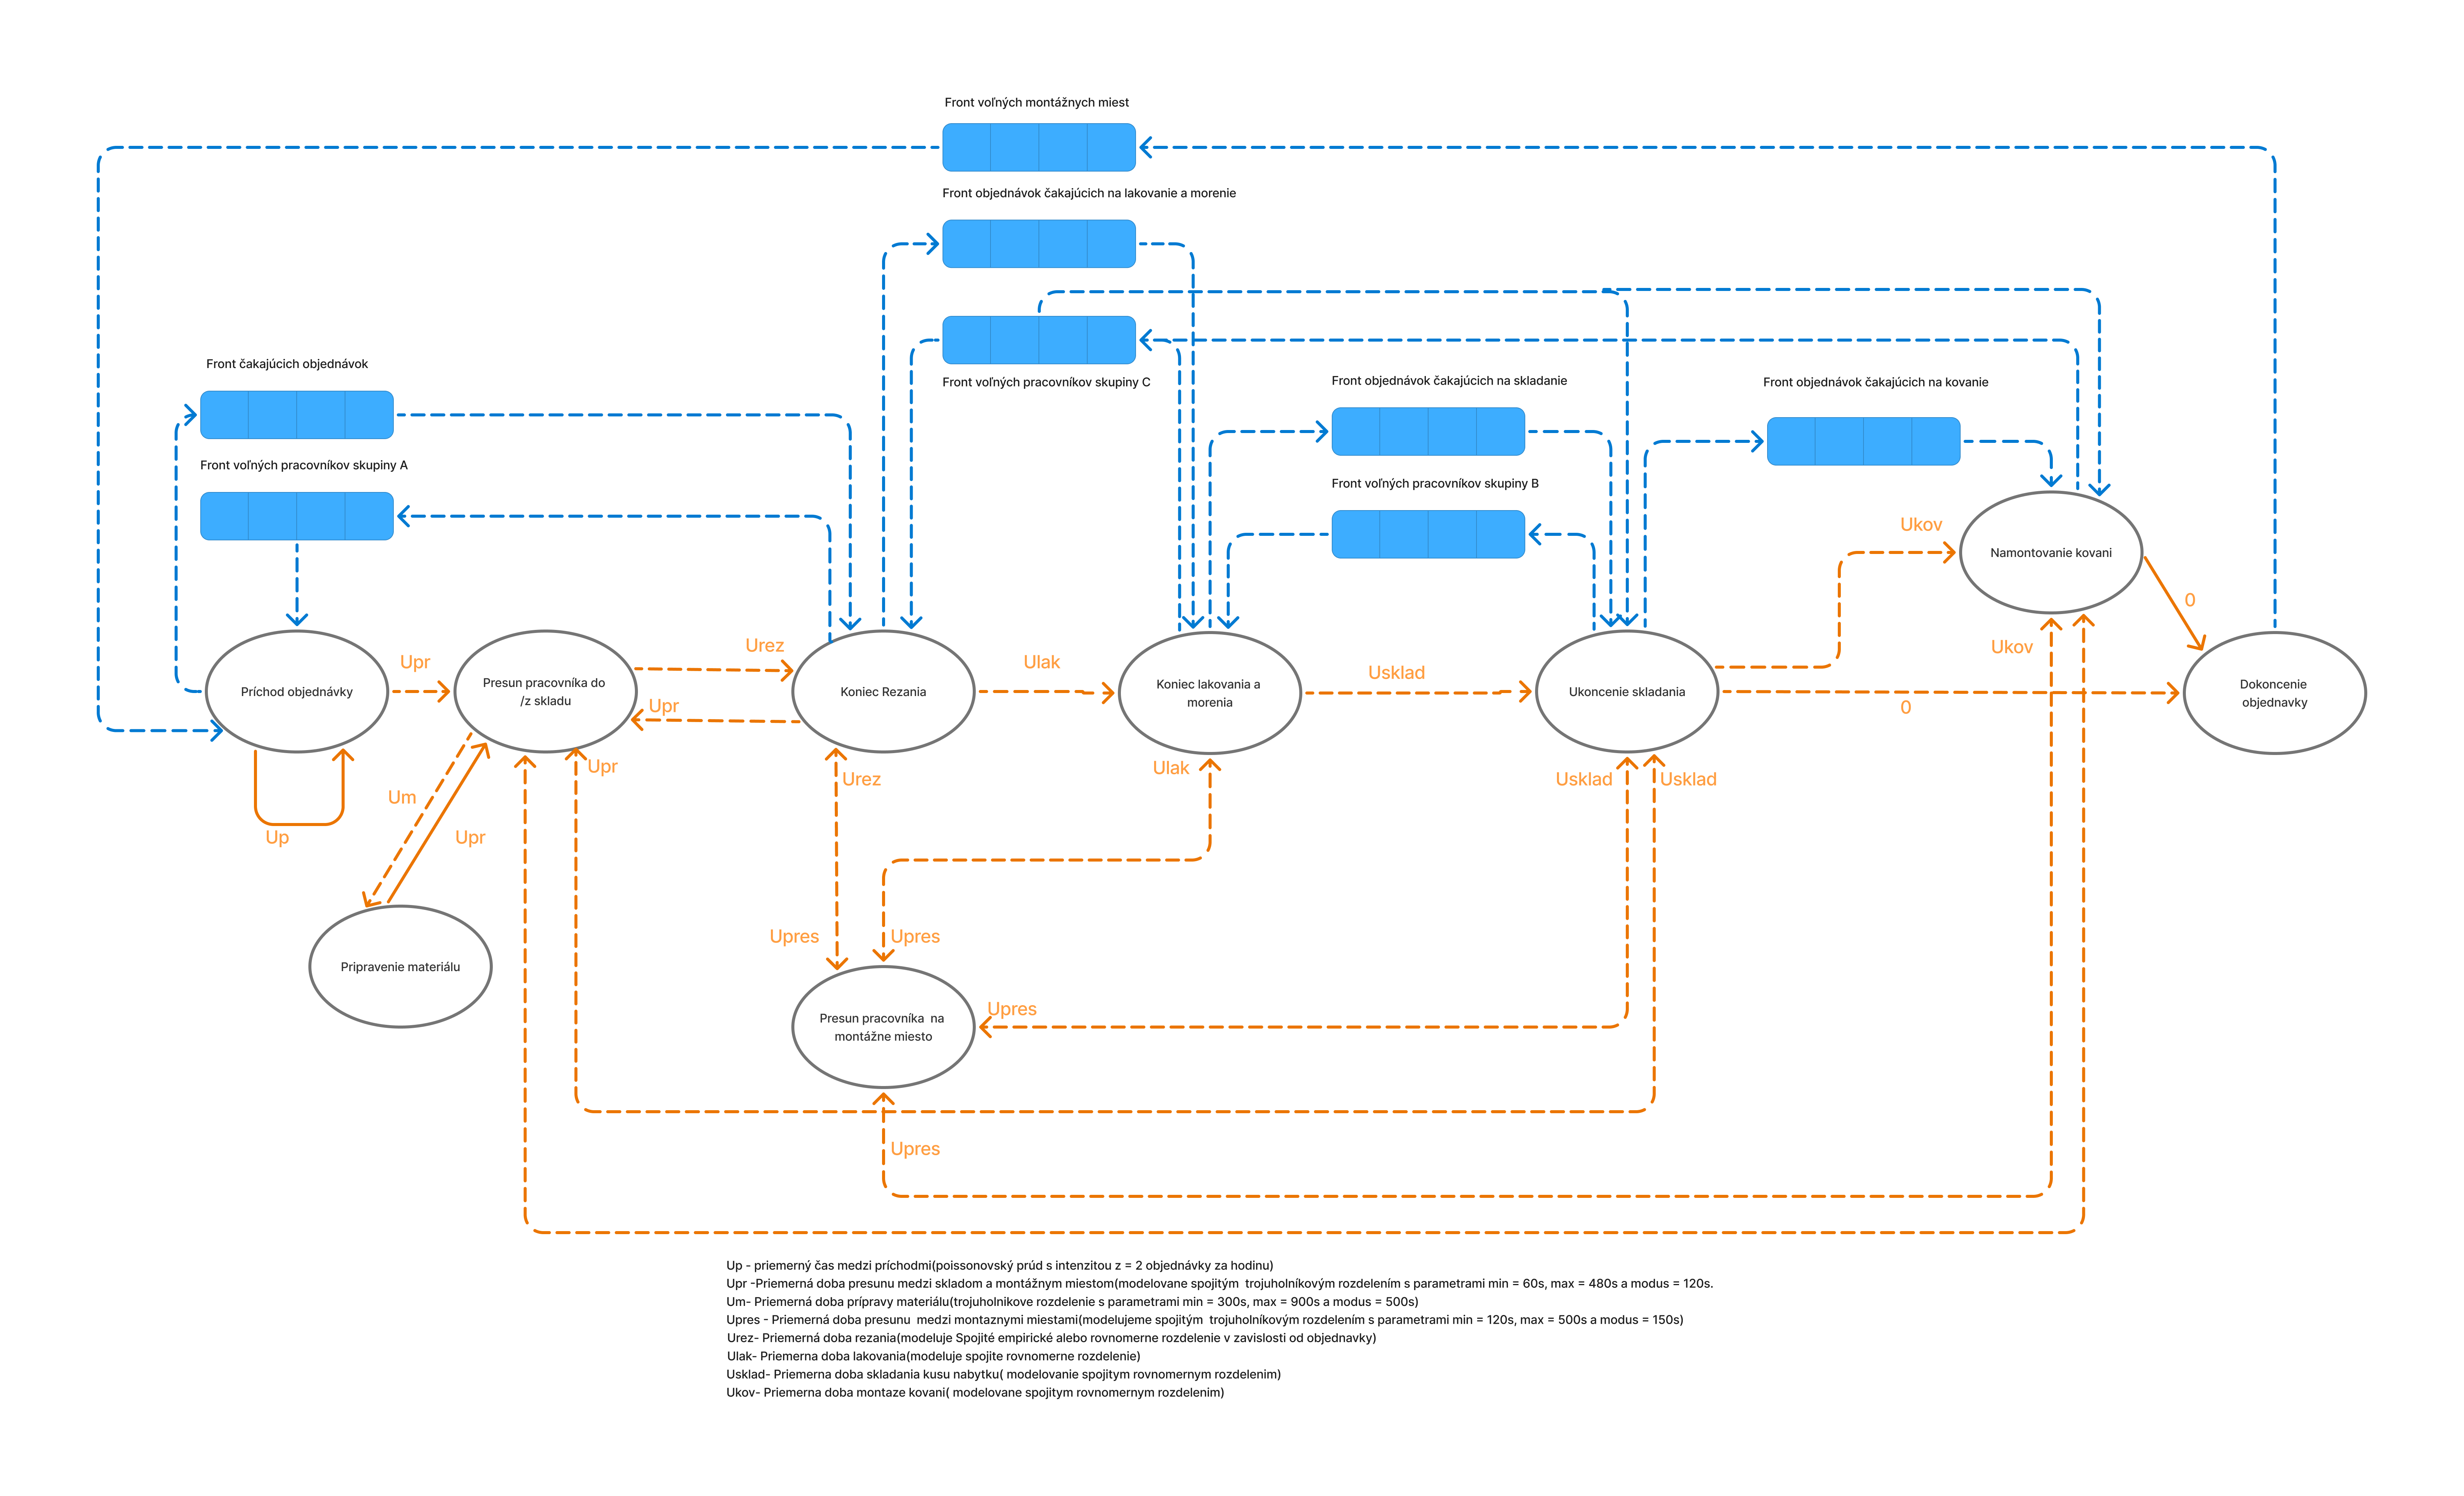 Front voľných montážnych miest
Front objednávok čakajúcich na lakovanie a morenie
Front čakajúcich objednávok
Front voľných pracovníkov skupiny C
Front objednávok čakajúcich na skladanie
Front objednávok čakajúcich na kovanie
Front voľných pracovníkov skupiny A
Front voľných pracovníkov skupiny B
Ukov
Namontovanie kovani
0
Ukov
Urez
Upr
Ulak
Usklad
Príchod objednávky
Presun pracovníka do
/z skladu
Upr
Koniec Rezania
Koniec lakovania a
morenia
Ukoncenie skladania
0
Dokoncenie
objednavky
Upr
Urez
Ulak
Usklad
Usklad
Um
Up
Upr
Upres
Upres
Pripravenie materiálu
Upres
Presun pracovníka  na
montážne miesto
Upres
Up - priemerný čas medzi príchodmi(poissonovský prúd s intenzitou z = 2 objednávky za hodinu)
Upr -Priemerná doba presunu medzi skladom a montážnym miestom(modelovane spojitým  trojuholníkovým rozdelením s parametrami min = 60s, max = 480s a modus = 120s.
Um- Priemerná doba prípravy materiálu(trojuholnikove rozdelenie s parametrami min = 300s, max = 900s a modus = 500s)
Upres - Priemerná doba presunu  medzi montaznymi miestami(modelujeme spojitým  trojuholníkovým rozdelením s parametrami min = 120s, max = 500s a modus = 150s)
Urez- Priemerná doba rezania(modeluje Spojité empirické alebo rovnomerne rozdelenie v zavislosti od objednavky)
Ulak- Priemerna doba lakovania(modeluje spojite rovnomerne rozdelenie)
Usklad- Priemerna doba skladania kusu nabytku( modelovanie spojitym rovnomernym rozdelenim)
Ukov- Priemerna doba montaze kovani( modelovane spojitym rovnomernym rozdelenim)